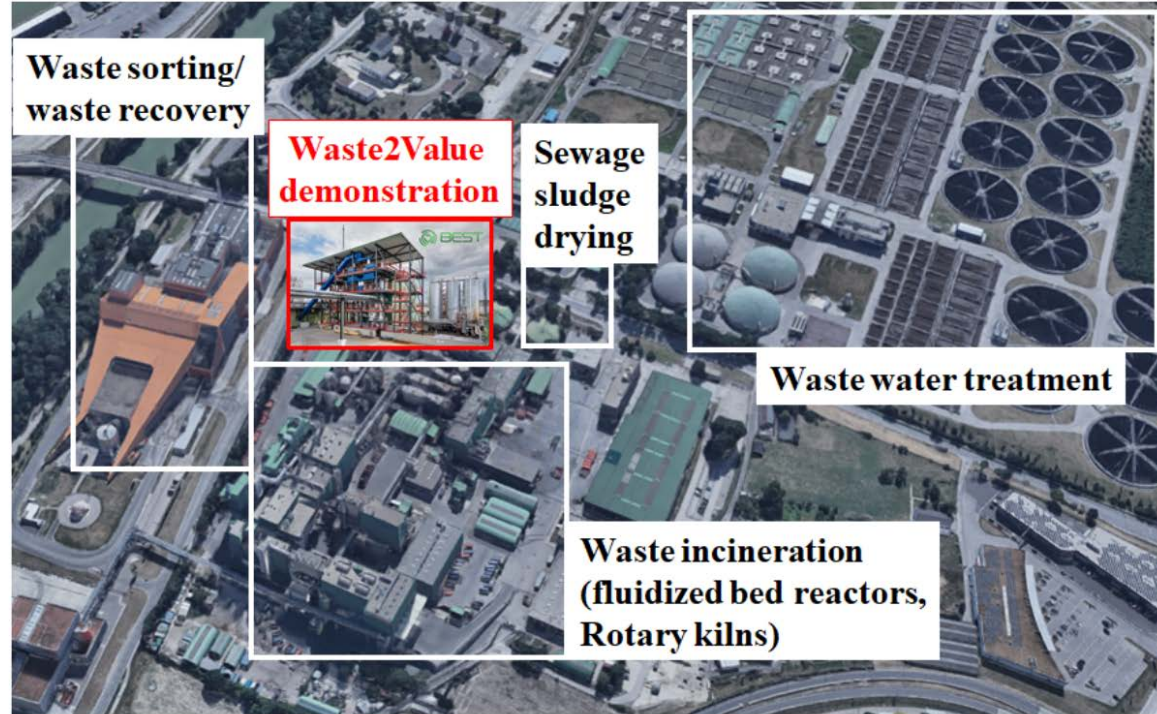 Waste sorting/
waste recovery
Waste2Value
demonstration
BEST
Sewage
sludge
drying
Waste water treatment
Waste incineration
(fluidized bed reactors,
Rotary kilns)